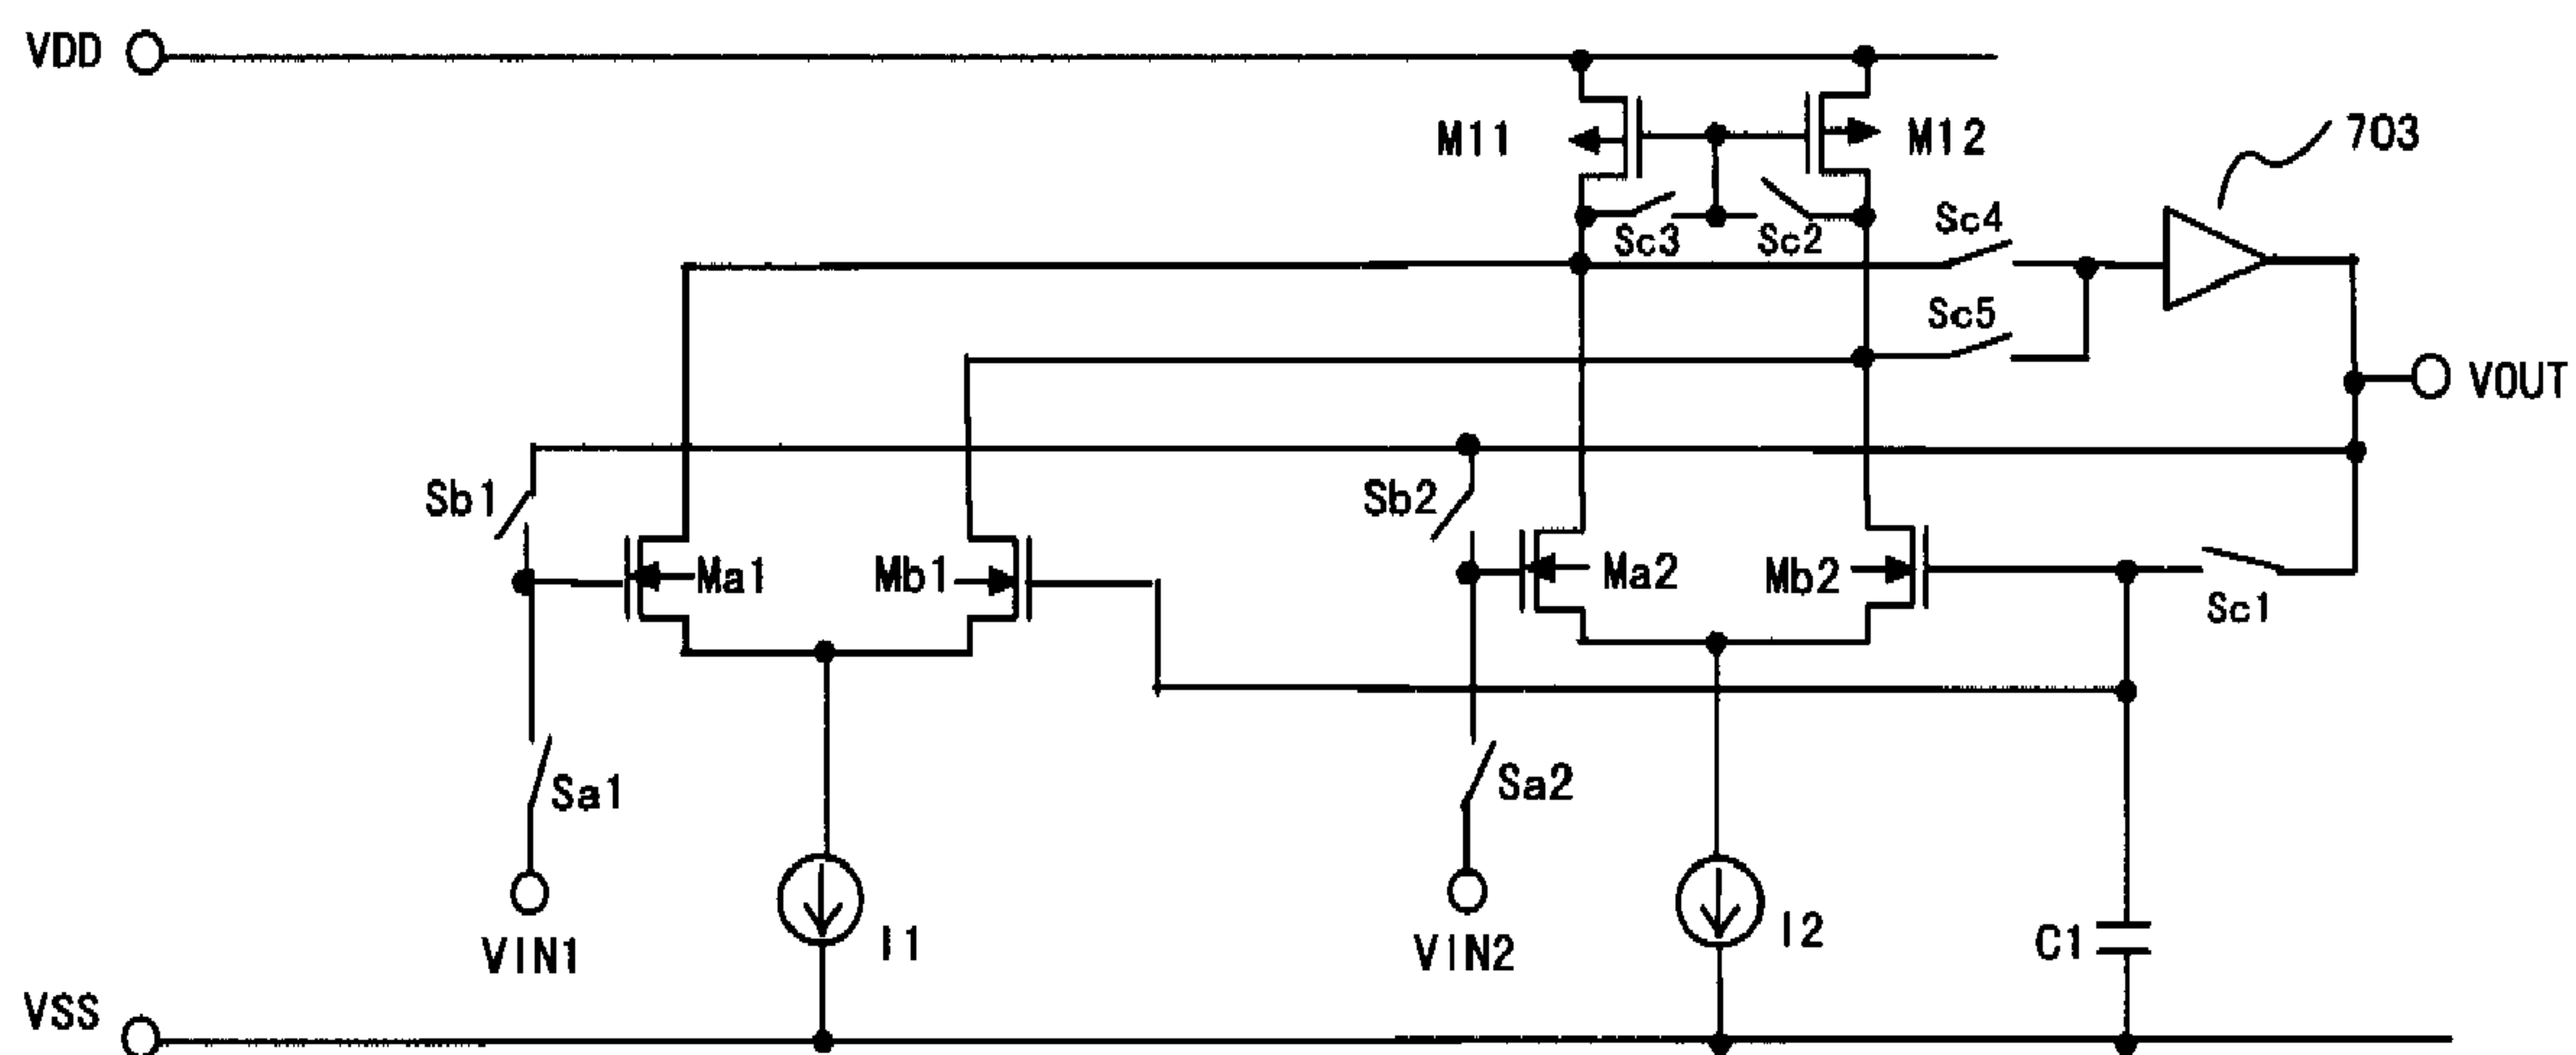 VDD
M11
M12
703
Sc3
Sc2
Sc4
Sc5
VOUT
Sb1
Ma1
Mb1
Sb2
Ma2
Mb2
Sc1
Sa1
Sa2
VIN1
I1
VIN2
I2
C1
VSS